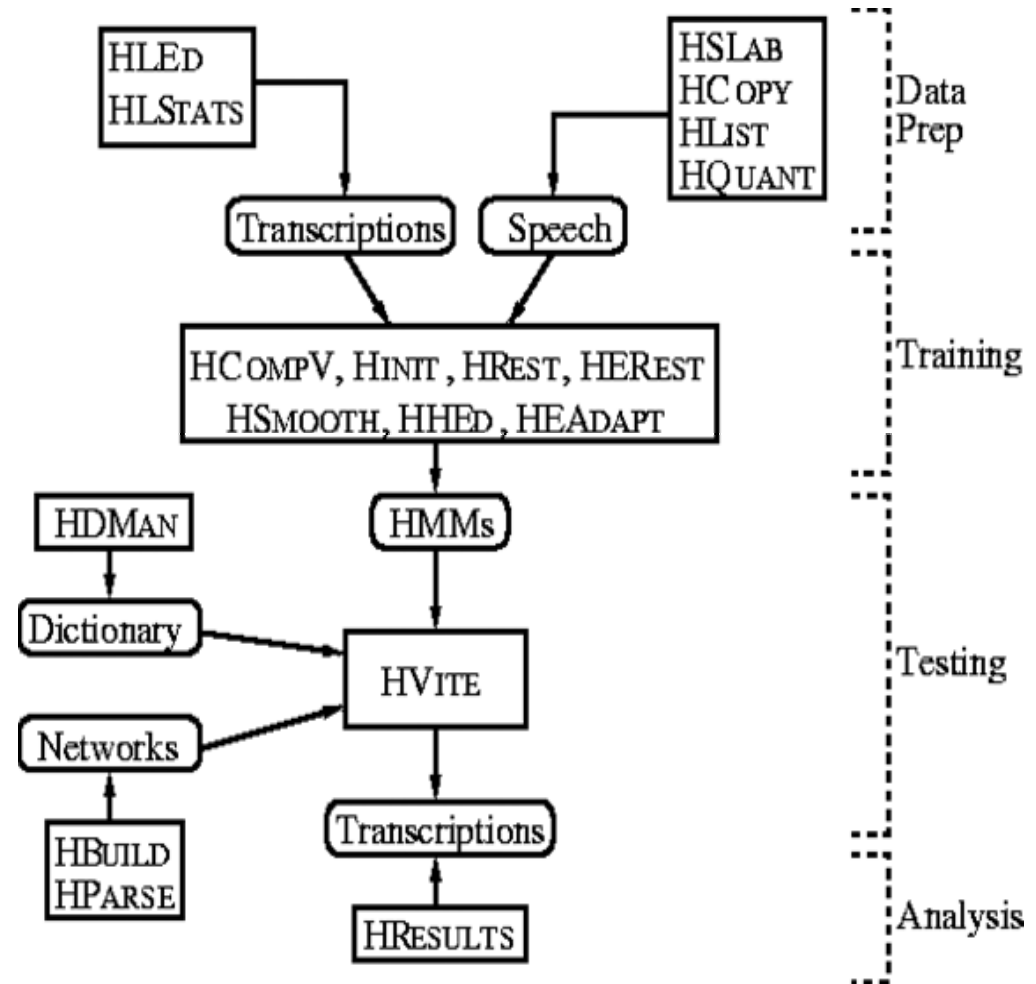 HLED
HLSTATS
HSLAB
HCOPY
HLIST
HQUANT
Data
Prep
Transcriptions
Speech
Training
HCOMPV, HINIT, HREST, HEREST
HSMOOTH, HHED, HEADAPT
HDMAN
HMMs
Dictionary
Testing
HVITE
Networks
Transcriptions
HBUILD
HPARSE
Analysis
HRESULTS